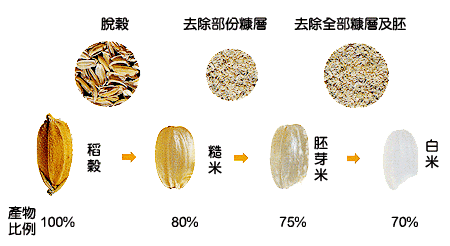 脫穀
去除部份糠層
去除全部糠層及胚
稻穀
糙米
胚芽米
白米
產物比例
100%
80%
75%
70%